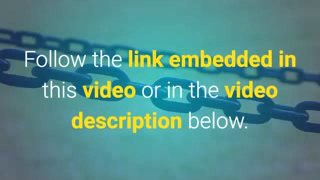 Follow the link embedded in
this video or in the video
description below.